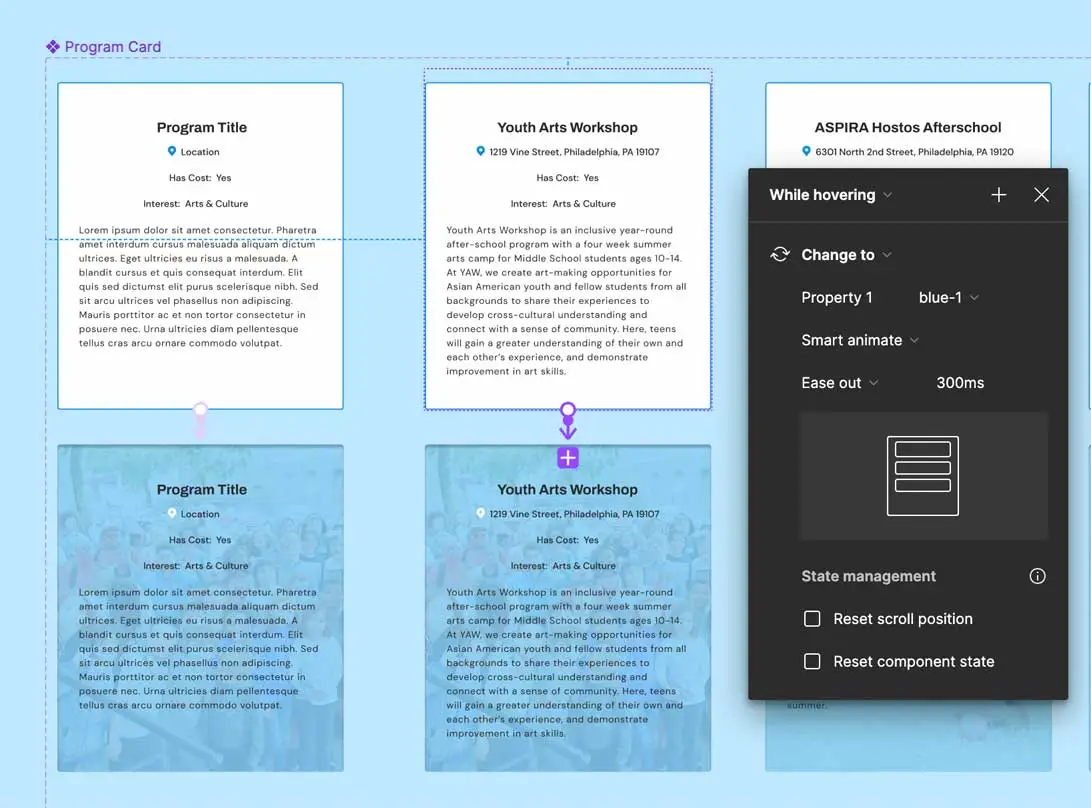 Program Card
Program Title
Location
Has Cost: Yes
Interest: Arts & Culture
Lorem ipsum dolor sit amet consectetur. Pharetra
amet interdum cursus malesuada aliquam dictum
ultrices. Eget ultricies eu risus a malesuada. A
blandit cursus et quis consequat interdum. Elit
quis sed dictumst elit purus scelerisque nibh. Sed
sit arcu ultrices vel phasellus non adipiscing.
Mauris porttitor ac et non tortor consectetur in
posuere nec. Urna ultricies diam pellentesque
tellus cras arcu ornare commodo volutpat.
Youth Arts Workshop
1219 Vine Street, Philadelphia, PA 19107
Has Cost: Yes
Interest: Arts & Culture
Youth Arts Workshop is an inclusive year-round
after-school program with a four week summer
arts camp for Middle School students ages 10-14.
At YAW, we create art-making opportunities for
Asian American youth and fellow students from all
backgrounds to share their experiences to
develop cross-cultural understanding and
connect with a sense of community. Here, teens
will gain a greater understanding of their own and
each other's experience, and demonstrate
improvement in art skills.
ASPIRA Hostos Afterschool
6301 North 2nd Street, Philadelphia, PA 19120
While hovering
Change to
Property 1 blue-1
Smart animate
Ease out 300ms
State management
Reset scroll position
Reset component state
Program Title
Location
Has Cost: Yes
Interest: Arts & Culture
Lorem ipsum dolor sit amet consectetur. Pharetra
amet interdum cursus malesuada aliquam dictum
ultrices. Eget ultricies eu risus a malesuada. A
blandit cursus et quis consequat interdum. Elit
quis sed dictumst elit purus scelerisque nibh. Sed
sit arcu ultrices vel phasellus non adipiscing.
Mauris porttitor ac et non tortor consectetur in
posuere nec. Urna ultricies diam pellentesque
tellus cras arcu ornare commodo volutpat.
Youth Arts Workshop
1219 Vine Street, Philadelphia, PA 19107
Has Cost: Yes
Interest: Arts & Culture
Youth Arts Workshop is an inclusive year-round
after-school program with a four week summer
arts camp for Middle School students ages 10-14.
At YAW, we create art-making opportunities for
Asian American youth and fellow students from all
backgrounds to share their experiences to
develop cross-cultural understanding and
connect with a sense of community. Here, teens
will gain a greater understanding of their own and
each other's experience, and demonstrate
improvement in art skills.
summer.